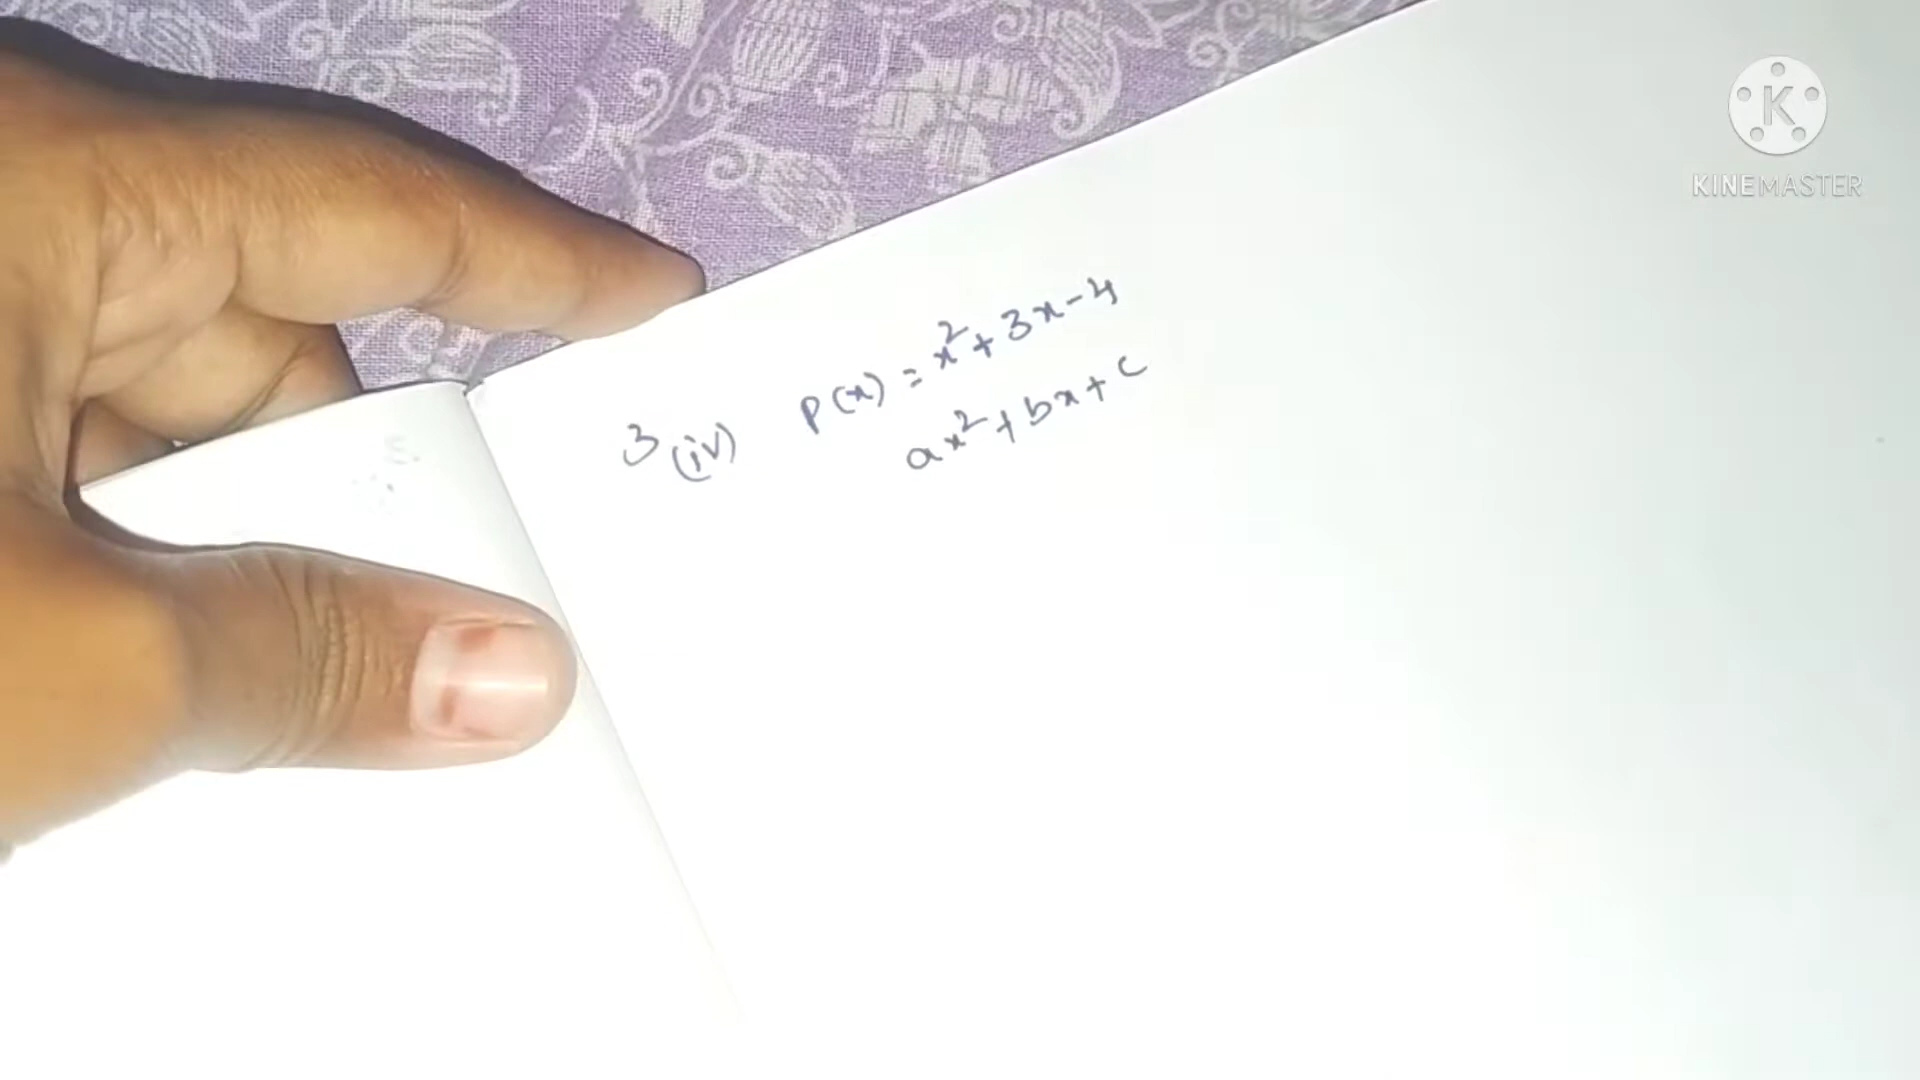 3 (iv) P(x) = x² + 3x - 4
ax² + bx + c
K
KINEMASTER